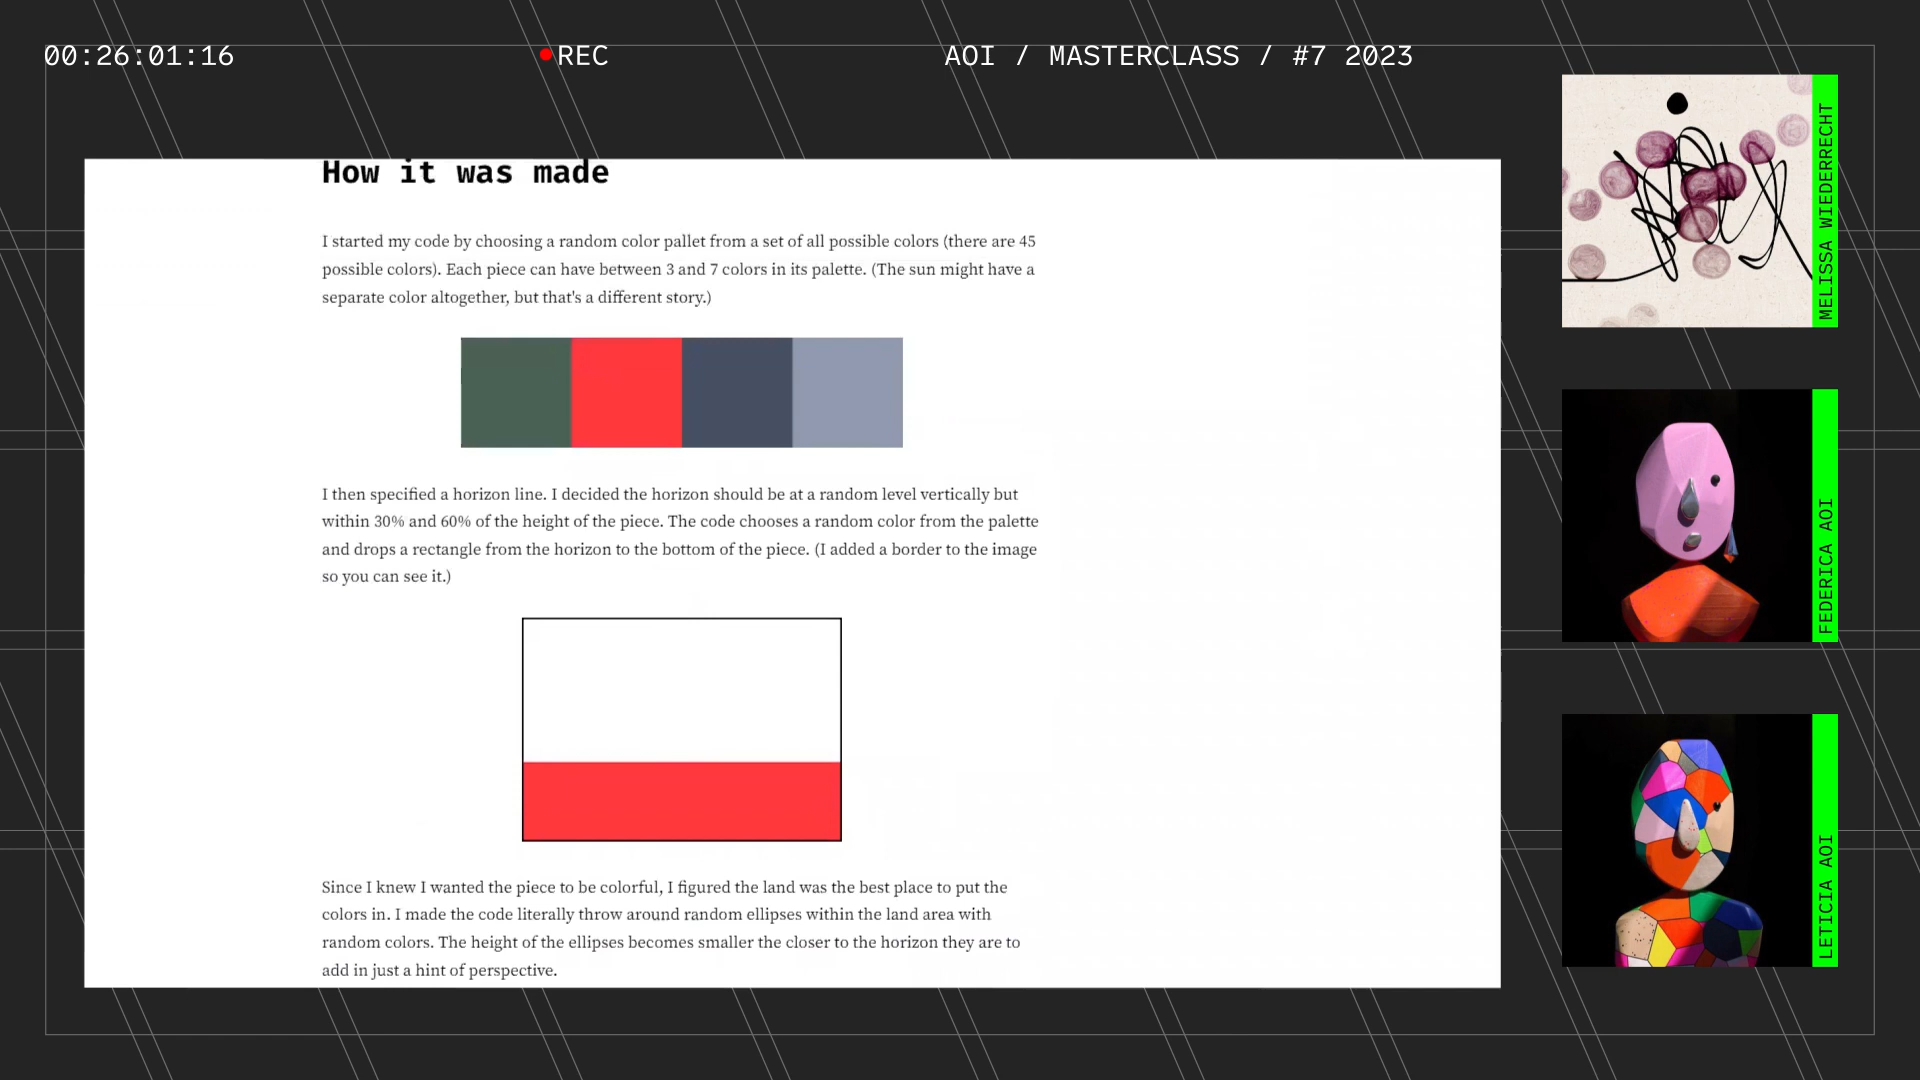 00:26:01:16
REC
AOI / MASTERCLASS / #7 2023
How it was made
I started my code by choosing a random color pallet from a set of all possible colors (there are 45
possible colors). Each piece can have between 3 and 7 colors in its palette. (The sun might have a
separate color altogether, but that's a different story.)
I then specified a horizon line. I decided the horizon should be at a random level vertically but
within 30% and 60% of the height of the piece. The code chooses a random color from the palette
and drops a rectangle from the horizon to the bottom of the piece. (I added a border to the image
so you can see it.)
Since I knew I wanted the piece to be colorful, I figured the land was the best place to put the
colors in. I made the code literally throw around random ellipses within the land area with
random colors. The height of the ellipses becomes smaller the closer to the horizon they are to
add in just a hint of perspective.
MELISSA WIEDERRECHT
FEDERICA AOI
LETICIA AOI